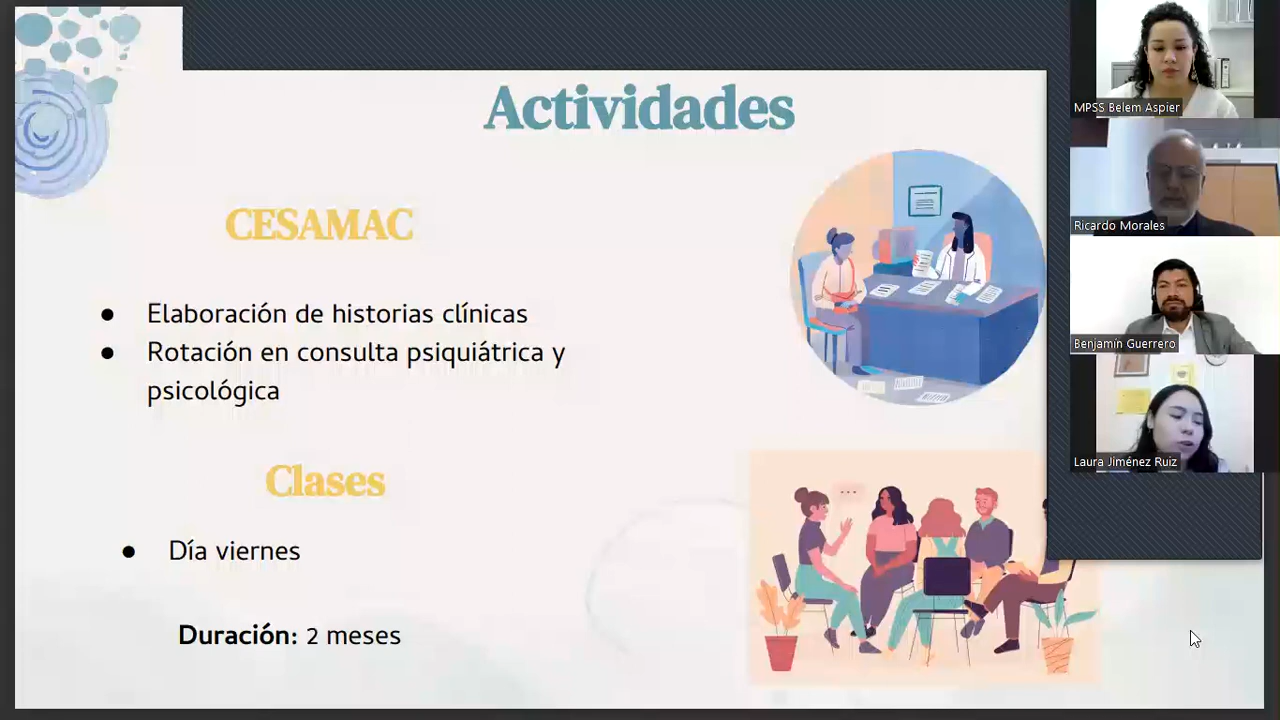 Actividades
CESAMAC
● Elaboración de historias clínicas
● Rotación en consulta psiquiátrica y
psicológica
Clases
● Día viernes
Duración: 2 meses
MPSS Belem Aspier
Ricardo Morales
Benjamín Guerrero
Laura Jiménez Ruiz